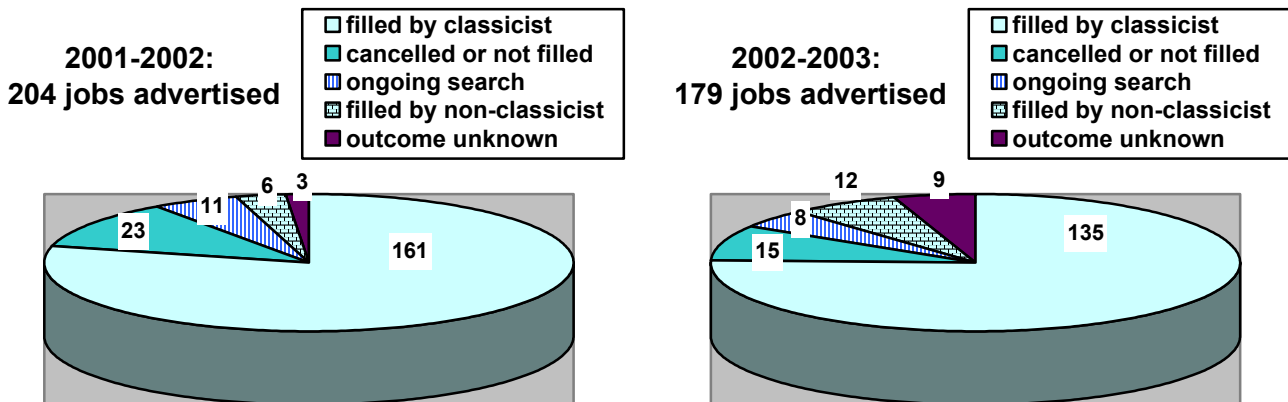 2001-2002:
204 jobs advertised
filled by classicist
cancelled or not filled
ongoing search
filled by non-classicist
outcome unknown
3
6
11
23
161
2002-2003:
179 jobs advertised
filled by classicist
cancelled or not filled
ongoing search
filled by non-classicist
outcome unknown
9
12
8
15
135